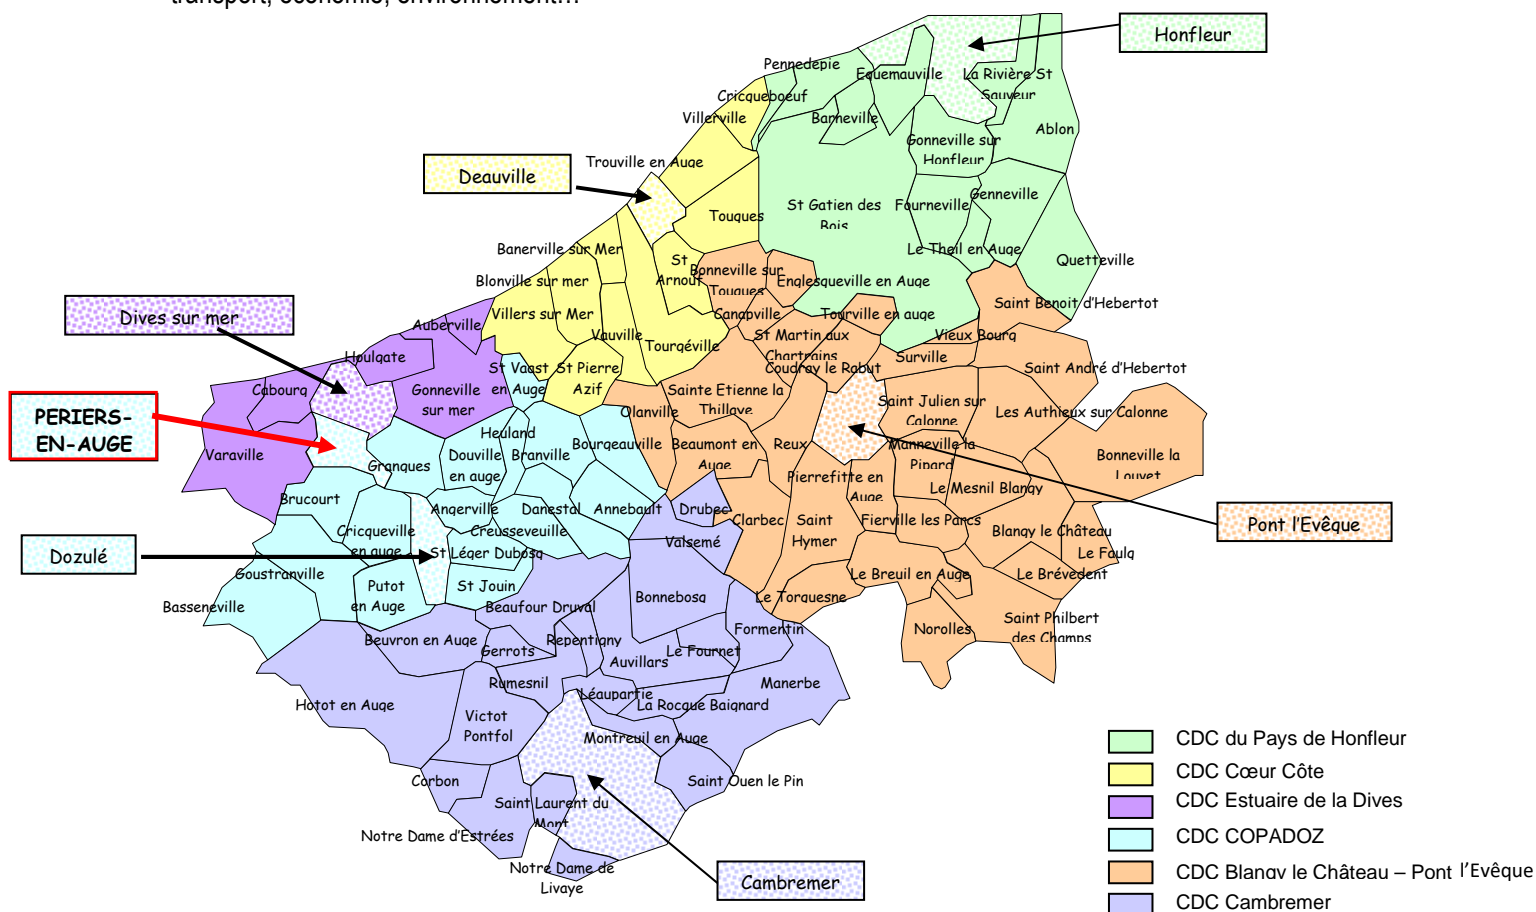 transport, économie, environnement…
Honfleur
Pennedepie
Equemauville
La Rivière St
Sauveur
Cricqueboeuf
Villerville
Barneville
Ablon
Gonneville sur
Honfleur
Trouville en Auge
Deauville
Genneville
Touques
St Gatien des
Bois
Fourneville
Le Theil en Auge
Banerville sur Mer
Quetteville
St
Arnouf
Bonneville sur
Touques
Englesqueville en Auge
Blonville sur mer
Saint Benoit d'Hebertot
Dives sur mer
Villers sur Mer
Canapville
Tourville en auge
Auberville
Vauville
St Martin aux
Chartrains
Vieux Bourg
Tourgéville
Houlgate
Surville
St Vaast
en Auge
St Pierre
Azif
Coudray le Rabut
Saint André d'Hebertot
Cabourg
Gonneville
sur mer
Sainte Etienne la
Thillaye
Saint Julien sur
Calonne
Olanville
Les Authieux sur Calonne
PERIERS-
EN-AUGE
Heuland
Bourgeauville
Beaumont en
Auge
Reux
Manneville la
Pinard
Varaville
Douville
en auge
Branville
Bonneville la
Louvet
Granques
Pierrefitte en
Auge
Le Mesnil Blangy
Brucourt
Angerville
Danestal
Annebault
Drubec
Clarbec
Saint
Hymer
Fierville les Parcs
Pont l'Evêque
Cricqueville
en auge
Creusseveuille
Blangy le Château
Valsemé
Dozulé
St Léger Dubosq
Le Faulq
Goustranville
Putot
en Auge
St Jouin
Le Breuil en Auge
Le Brévedent
Basseneville
Beaufour Druval
Bonnebosq
Le Torquesne
Saint Philbert
des Champs
Beuvron en Auge
Repentigny
Formentin
Norolles
Gerrots
Le Fournet
Auvillars
Rumesnil
Léaupartie
Manerbe
Hotot en Auge
La Rocque Baignard
Victot
Pontfol
Montreuil en Auge
Corbon
Saint Ouen le Pin
Saint Laurent du
Mont
Notre Dame d'Estrées
Notre Dame de
Livaye
Cambremer
CDC du Pays de Honfleur
CDC Cœur Côte
CDC Estuaire de la Dives
CDC COPADOZ
CDC Blangy le Château – Pont l'Evêque
CDC Cambremer